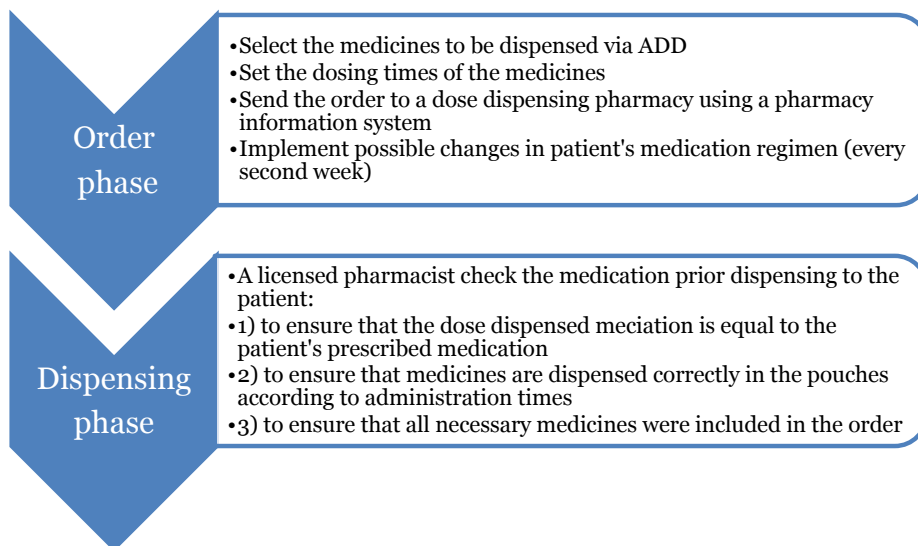 Order
phase
•Select the medicines to be dispensed via ADD
•Set the dosing times of the medicines
•Send the order to a dose dispensing pharmacy using a pharmacy
information system
•Implement possible changes in patient's medication regimen (every
second week)
Dispensing
phase
•A licensed pharmacist check the medication prior dispensing to the
patient:
•1) to ensure that the dose dispensed meciation is equal to the
patient's prescribed medication
•2) to ensure that medicines are dispensed correctly in the pouches
according to administration times
•3) to ensure that all necessary medicines were included in the order